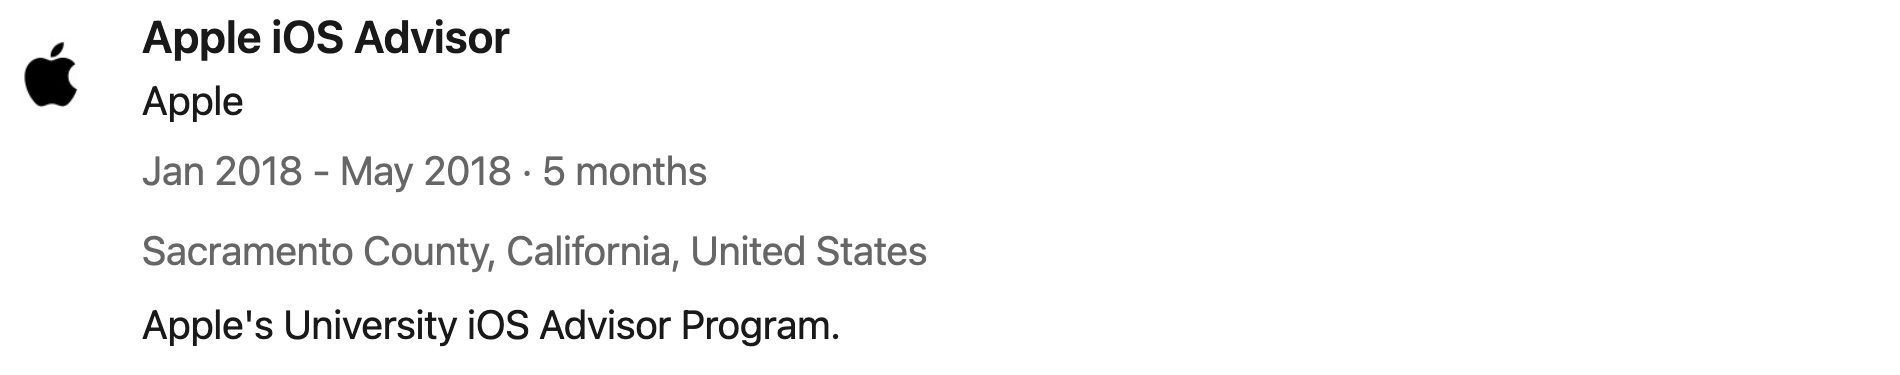 Apple iOS Advisor
Apple
Jan 2018 - May 2018 · 5 months
Sacramento County, California, United States
Apple's University iOS Advisor Program.